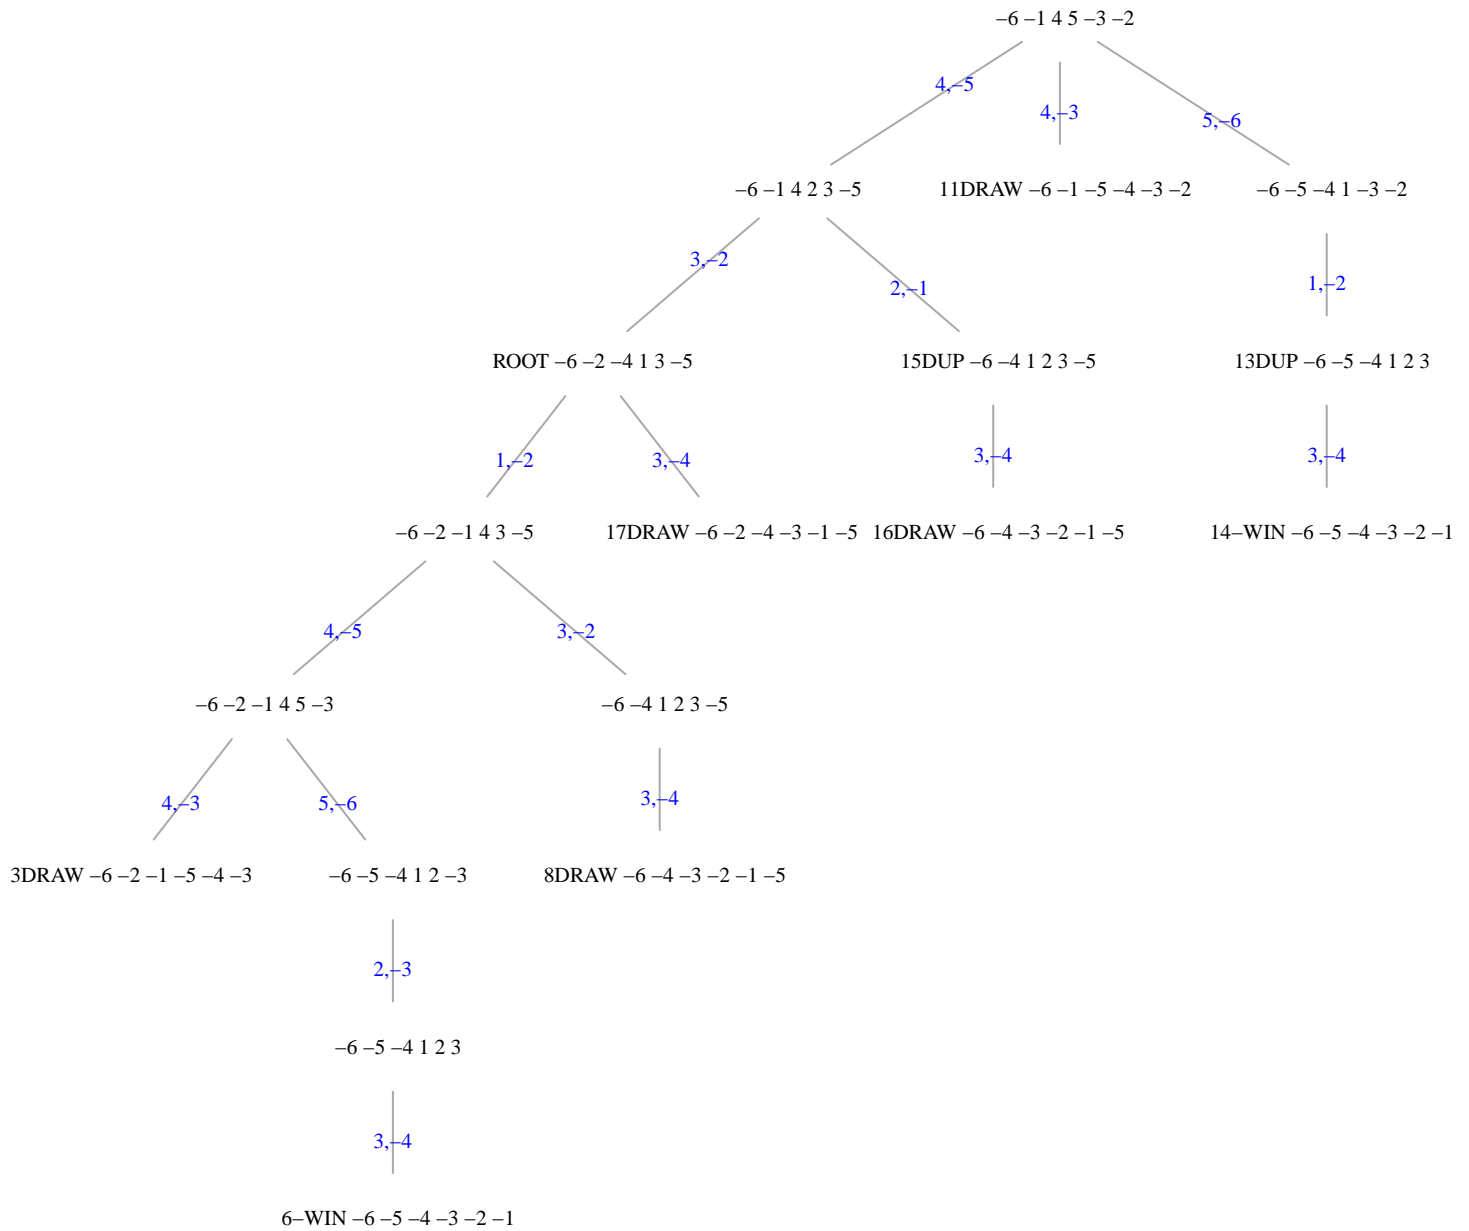 –6 –1 4 5 –3 –2
4,–5
4,–3
5,–6
–6 –1 4 2 3 –5
11DRAW –6 –1 –5 –4 –3 –2
–6 –5 –4 1 –3 –2
3,–2
2,–1
1,–2
ROOT –6 –2 –4 1 3 –5
15DUP –6 –4 1 2 3 –5
13DUP –6 –5 –4 1 2 3
1,–2
3,–4
3,–4
3,–4
–6 –2 –1 4 3 –5
17DRAW –6 –2 –4 –3 –1 –5
16DRAW –6 –4 –3 –2 –1 –5
14–WIN –6 –5 –4 –3 –2 –1
4,–5
3,–2
–6 –2 –1 4 5 –3
–6 –4 1 2 3 –5
4,–3
5,–6
3,–4
3DRAW –6 –2 –1 –5 –4 –3
–6 –5 –4 1 2 –3
8DRAW –6 –4 –3 –2 –1 –5
2,–3
–6 –5 –4 1 2 3
3,–4
6–WIN –6 –5 –4 –3 –2 –1